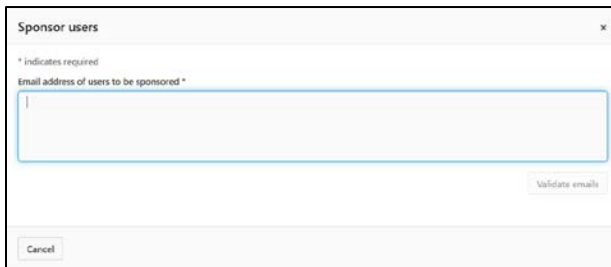 Sponsor users
×
* indicates required
Email address of users to be sponsored *
Validate emails
Cancel